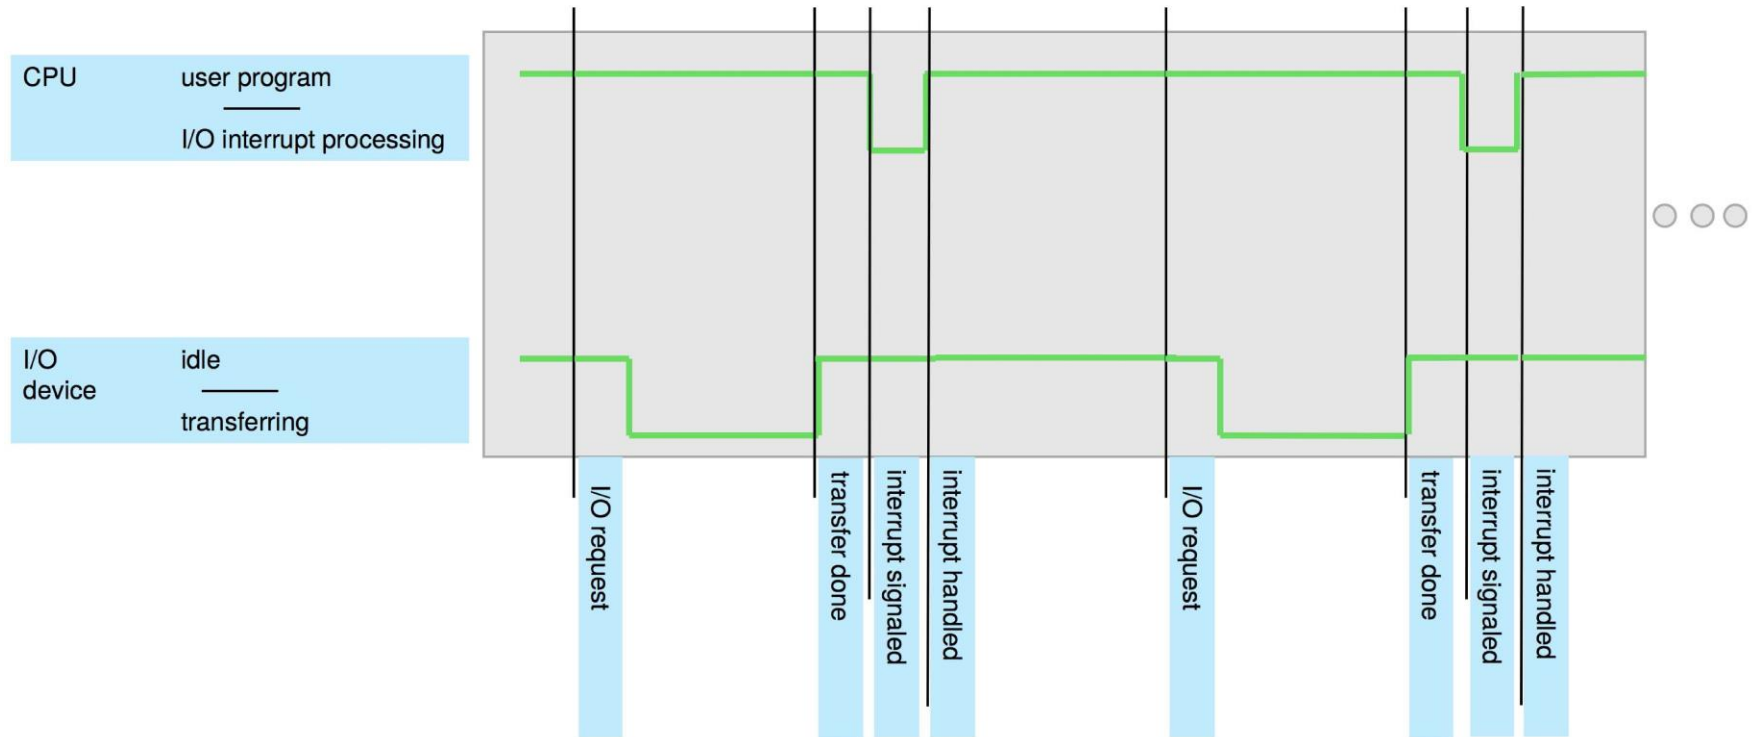 CPU
user program
I/O interrupt processing
I/O
device
idle
transferring
I/O request
transfer done
interrupt signaled
interrupt handled
I/O request
transfer done
interrupt signaled
interrupt handled